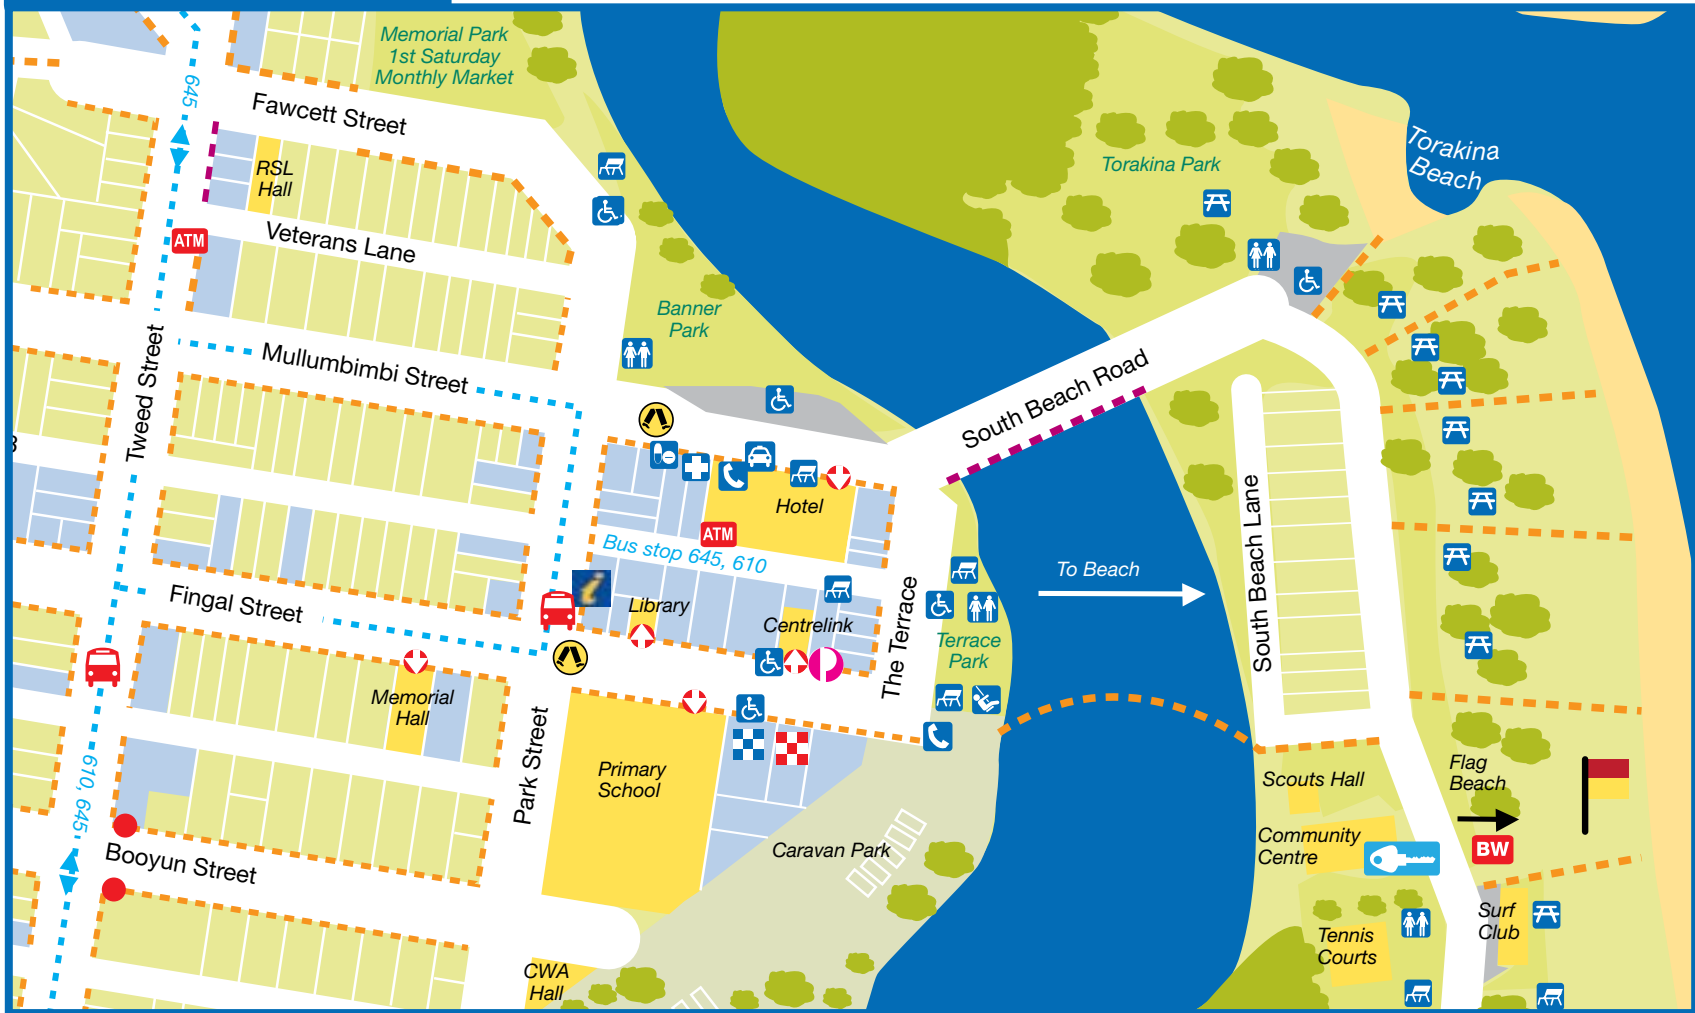 Memorial Park
1st Saturday
Monthly Market
645
Fawcett Street
Torakina
Beach
Torakina Park
RSL
Hall
ATM
Veterans Lane
Banner
Park
Tweed Street
Mullumbimbi Street
South Beach Road
Hotel
ATM
Bus stop 645, 610
To Beach
South Beach Lane
Fingal Street
i
Library
Centrelink
The Terrace
Terrace
Park
Memorial
Hall
Park Street
Primary
School
610, 645
Scouts Hall
Flag
Beach
Community
Centre
BW
Caravan Park
Booyun Street
Surf
Club
Tennis
Courts
CWA
Hall